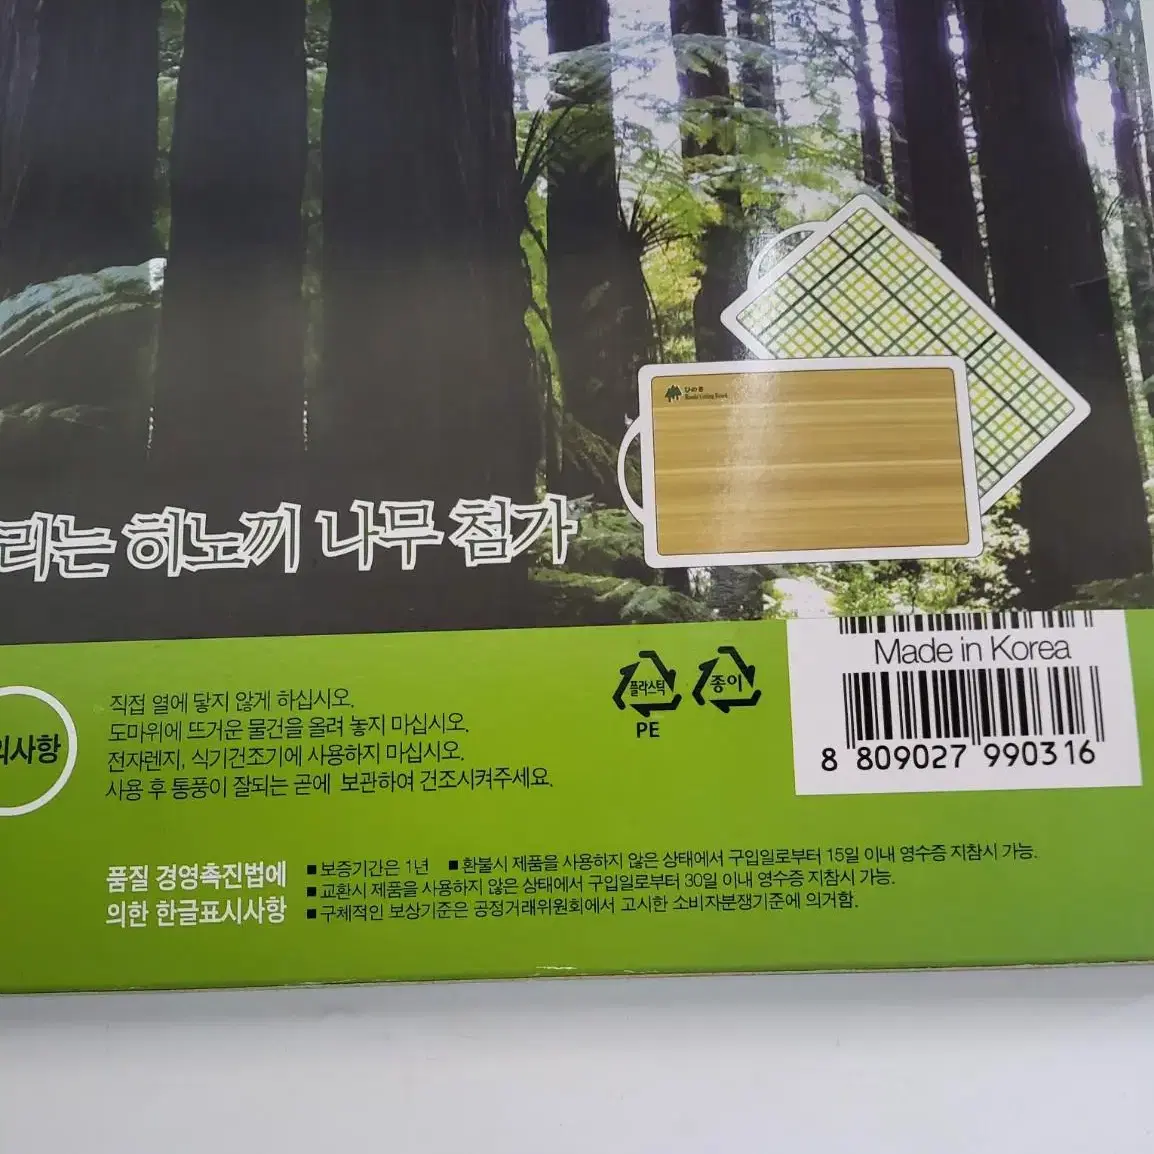 리는 히노끼 나무 첨가
의사항
직접 열에 닿지 않게 하십시오.
도마위에 뜨거운 물건을 올려 놓지 마십시오.
전자렌지, 식기건조기에 사용하지 마십시오.
사용 후 통풍이 잘되는 곧에 보관하여 건조시켜주세요.
플라스틱
PE
종이
Made in Korea
8 809027 990316
품질 경영촉진법에
의한 한글표시사항
■ 보증기간은 1년 ■ 환불시 제품을 사용하지 않은 상태에서 구입일로부터 15일 이내 영수증 지참시 가능.
■ 교환시 제품을 사용하지 않은 상태에서 구입일로부터 30일 이내 영수증 지참시 가능.
■ 구체적인 보상기준은 공정거래위원회에서 고시한 소비자분쟁기준에 의거함.